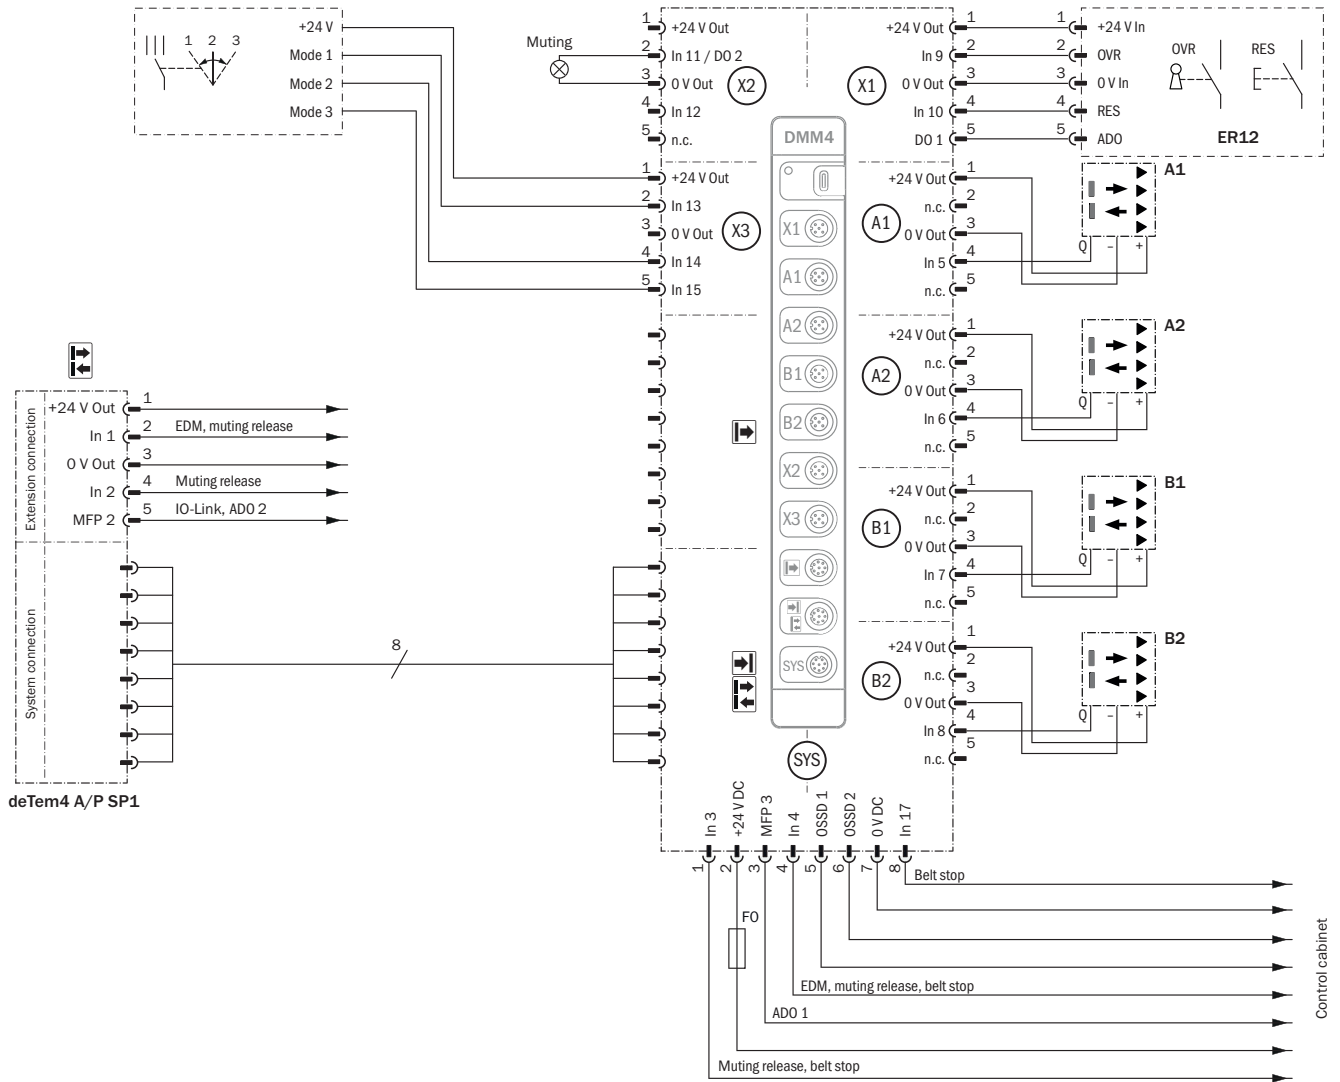 +24 V
Mode 1
Mode 2
Mode 3
1 2 3
Muting
1 +24 V Out
2 In 11 / DO 2
3 0 V Out
4 In 12
5 n.c.
X2
X1
+24 V Out 1
In 9 2
0 V Out 3
In 10 4
DO 1 5
1 +24 V In
2 OVR
3 0 V In
4 RES
5 ADO
OVR RES
ER12
DMM4
1 +24 V Out
2 In 13
3 0 V Out
4 In 14
5 In 15
X3
X1
A1
A2
B1
B2
X2
X3
SYS
A1
+24 V Out 1
n.c. 2
0 V Out 3
In 5 4
n.c. 5
A1
Q – +
A2
+24 V Out 1
n.c. 2
0 V Out 3
In 6 4
n.c. 5
A2
Q – +
B1
+24 V Out 1
n.c. 2
0 V Out 3
In 7 4
n.c. 5
B1
Q – +
B2
+24 V Out 1
n.c. 2
0 V Out 3
In 8 4
n.c. 5
B2
Q – +
Extension connection
+24 V Out 1
In 1 2 EDM, muting release
0 V Out 3
In 2 4 Muting release
MFP 2 5 IO-Link, ADO 2
System connection
8
deTem4 A/P SP1
SYS
In 3
+24 V DC
MFP 3
In 4
OSSD 1
OSSD 2
0 V DC
In 17
1 2 3 4 5 6 7 8
Belt stop
F0
EDM, muting release, belt stop
ADO 1
Muting release, belt stop
Control cabinet